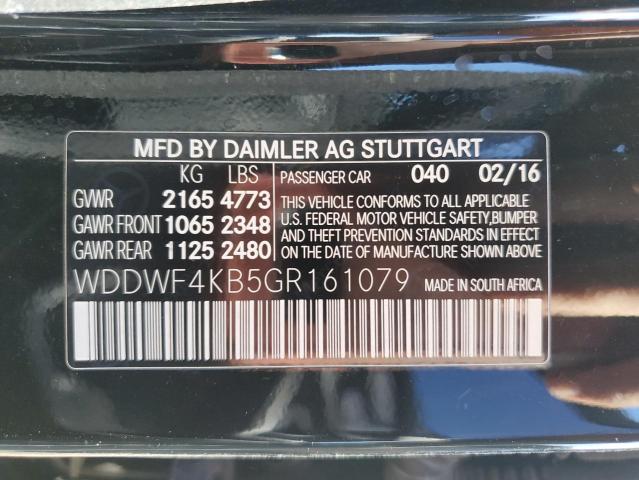 MFD BY DAIMLER AG STUTTGART
KG LBS PASSENGER CAR 040 02/16
GVWR 2165 4773 THIS VEHICLE CONFORMS TO ALL APPLICABLE
GAWR FRONT 1065 2348 U.S. FEDERAL MOTOR VEHICLE SAFETY,BUMPER
GAWR REAR 1125 2480 AND THEFT PREVENTION STANDARDS IN EFFECT
ON THE DATE OF MANUFACTURE SHOWN ABOVE.
WDDWF4KB5GR161079 MADE IN SOUTH AFRICA